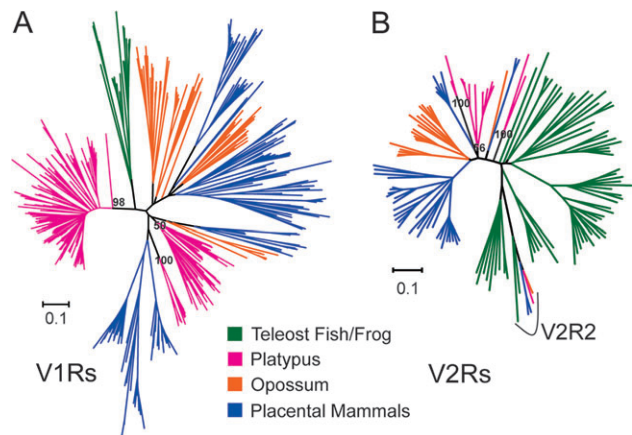 A
B
98
50
100
0.1
V1Rs
100
66
100
0.1
V2R2
V2Rs
Teleost Fish/Frog
Platypus
Opossum
Placental Mammals